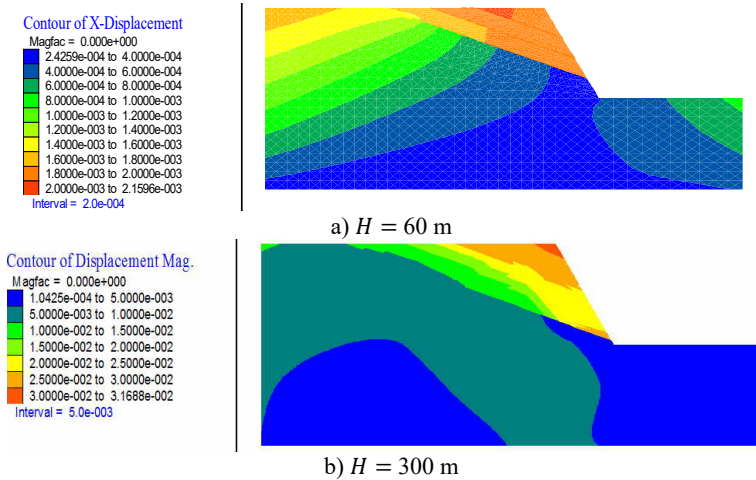 Contour of X-Displacement
Magfac = 0.000e+000
2.4259e-004 to 4.0000e-004
4.0000e-004 to 6.0000e-004
6.0000e-004 to 8.0000e-004
8.0000e-004 to 1.0000e-003
1.0000e-003 to 1.2000e-003
1.2000e-003 to 1.4000e-003
1.4000e-003 to 1.6000e-003
1.6000e-003 to 1.8000e-003
1.8000e-003 to 2.0000e-003
2.0000e-003 to 2.1596e-003
Interval = 2.0e-004
a) H = 60 m
Contour of Displacement Mag.
Magfac = 0.000e+000
1.0425e-004 to 5.0000e-003
5.0000e-003 to 1.0000e-002
1.0000e-002 to 1.5000e-002
1.5000e-002 to 2.0000e-002
2.0000e-002 to 2.5000e-002
2.5000e-002 to 3.0000e-002
3.0000e-002 to 3.1688e-002
Interval = 5.0e-003
b) H = 300 m